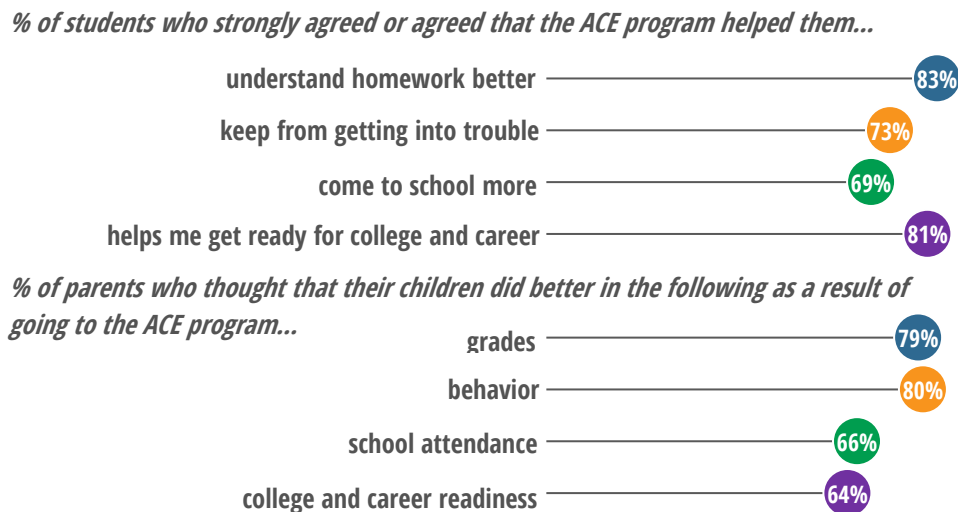 % of students who strongly agreed or agreed that the ACE program helped them...
understand homework better 83%
keep from getting into trouble 73%
come to school more 69%
helps me get ready for college and career 81%
% of parents who thought that their children did better in the following as a result of
going to the ACE program...
grades 79%
behavior 80%
school attendance 66%
college and career readiness 64%